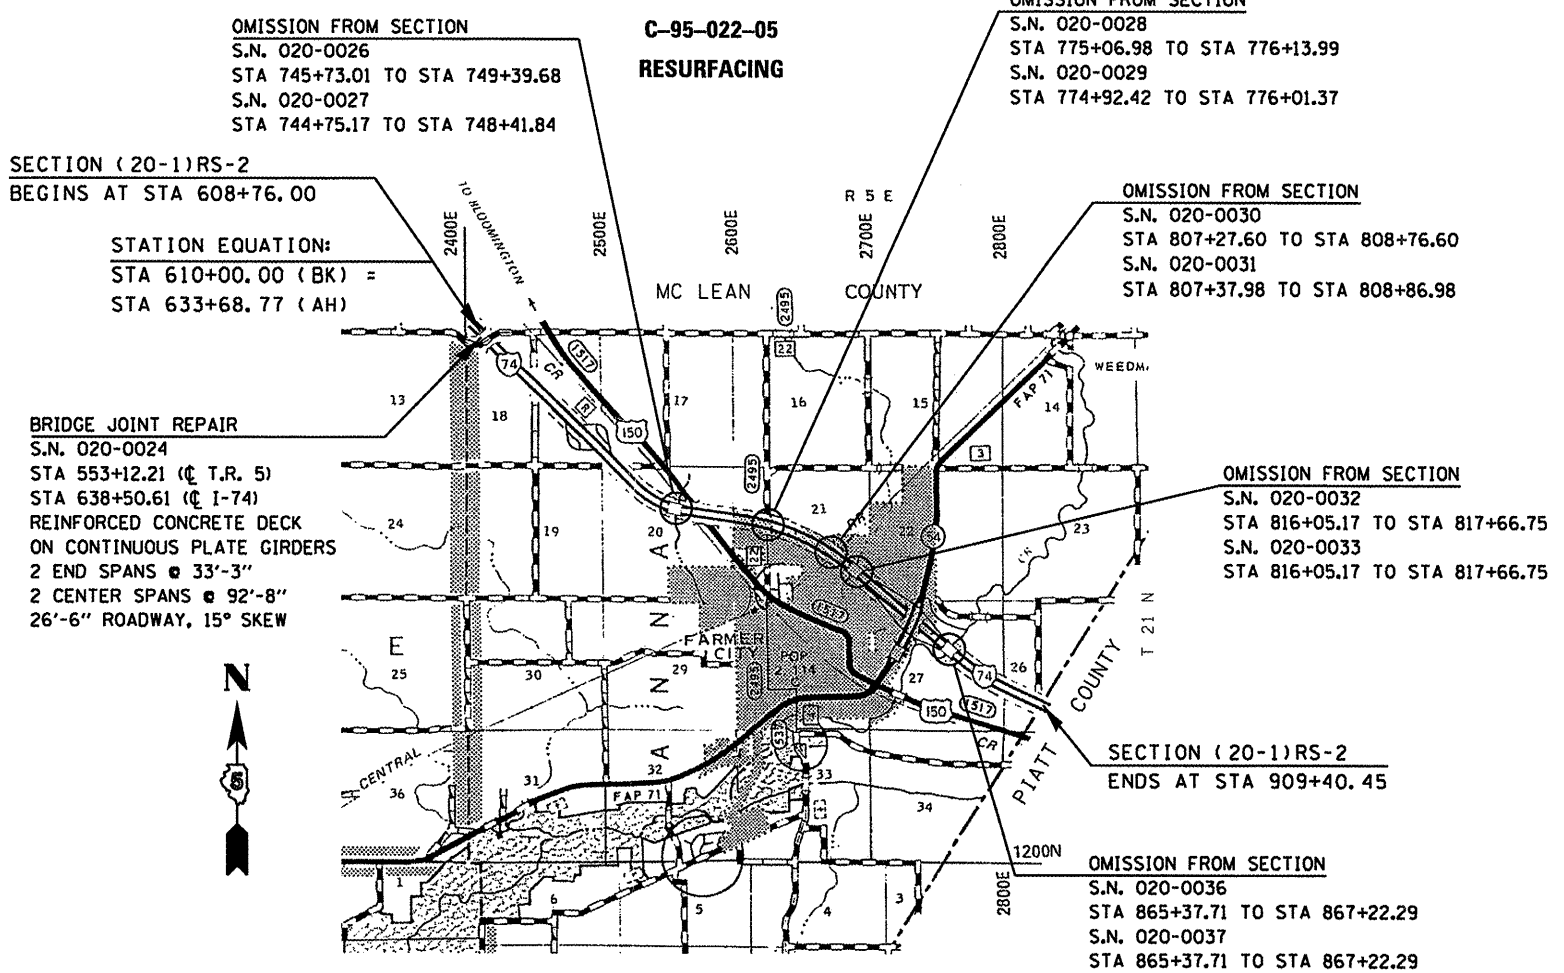 OMISSION FROM SECTION
S.N. 020-0026
STA 745+73.01 TO STA 749+39.68
S.N. 020-0027
STA 744+75.17 TO STA 748+41.84
C-95-022-05
RESURFACING
OMISSION FROM SECTION
S.N. 020-0028
STA 775+06.98 TO STA 776+13.99
S.N. 020-0029
STA 774+92.42 TO STA 776+01.37
SECTION (20-1)RS-2
BEGINS AT STA 608+76.00
STATION EQUATION:
STA 610+00.00 (BK) =
STA 633+68.77 (AH)
OMISSION FROM SECTION
S.N. 020-0030
STA 807+27.60 TO STA 808+76.60
S.N. 020-0031
STA 807+37.98 TO STA 808+86.98
BRIDGE JOINT REPAIR
S.N. 020-0024
STA 553+12.21 (℄ T.R. 5)
STA 638+50.61 (℄ I-74)
REINFORCED CONCRETE DECK
ON CONTINUOUS PLATE GIRDERS
2 END SPANS @ 33'-3"
2 CENTER SPANS @ 92'-8"
26'-6" ROADWAY, 15° SKEW
OMISSION FROM SECTION
S.N. 020-0032
STA 816+05.17 TO STA 817+66.75
S.N. 020-0033
STA 816+05.17 TO STA 817+66.75
SECTION (20-1)RS-2
ENDS AT STA 909+40.45
OMISSION FROM SECTION
S.N. 020-0036
STA 865+37.71 TO STA 867+22.29
S.N. 020-0037
STA 865+37.71 TO STA 867+22.29
R 5 E
2400E
TO BLOOMINGTON
2500E
2600E
2700E
2800E
MC LEAN COUNTY
2495
22
1517
CR
74
WEEDM
FAP 71
13
18
17
16
15
14
150
3
2495
24
19
20
21
22
54
23
CR
22
1517
T 21 N
E
A
N
N
A
FARMER
CITY
POP
25
30
29
2495
27
26
74
150
1517
CR
PIATT COUNTY
N
5
CENTRAL
36
31
32
FAP 71
537
33
34
1200N
1
6
5
4
3
2800E